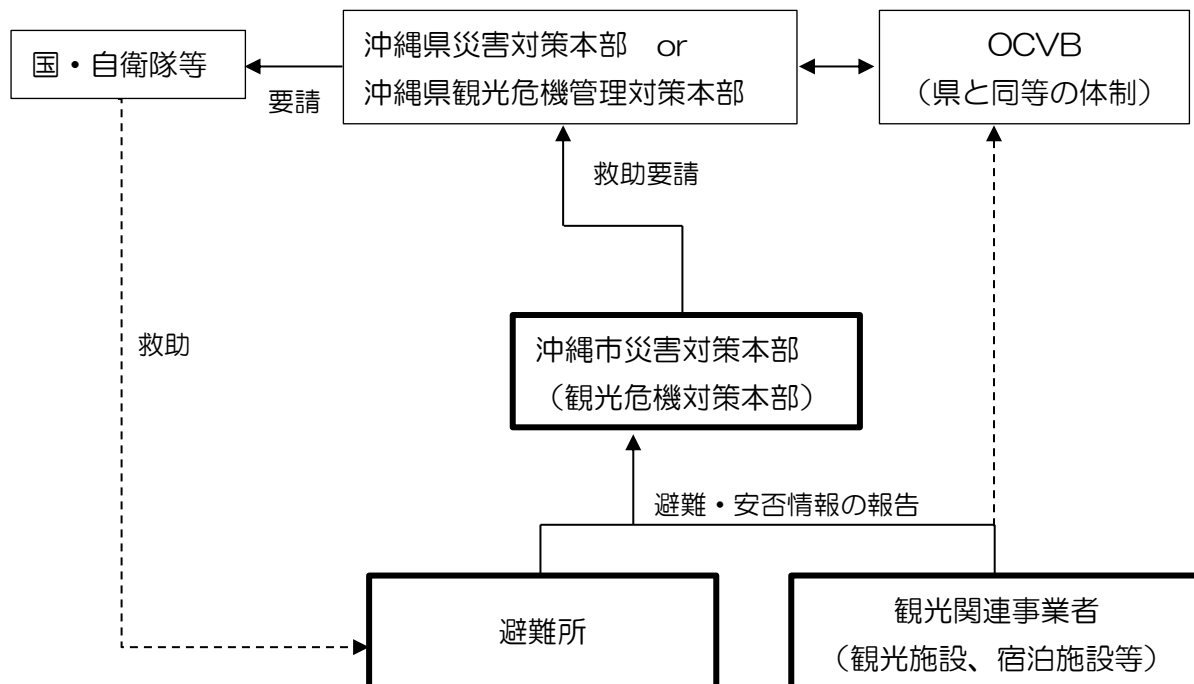 国・自衛隊等
沖縄県災害対策本部 or
沖縄県観光危機管理対策本部
OCVB
（県と同等の体制）
要請
救助要請
救助
沖縄市災害対策本部
（観光危機対策本部）
避難・安否情報の報告
避難所
観光関連事業者
（観光施設、宿泊施設等）